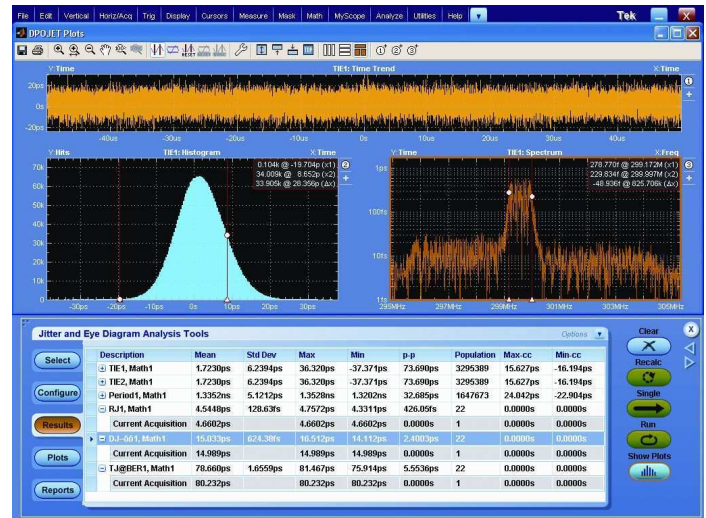 File Edit Vertical Horiz/Acq Trig Display Cursors Measure Mask Math MyScope Analyze Utilities Help Tek X
DPOJET Plots
RESET
Y:Time TIE1: Time Trend X:Time
20ps
0s
-20ps
-40us -30us -20us -10us 0s 10us 20us 30us 40us
Y:Hits TIE1: Histogram X:Time
0.104k @ -19.704p (x1)
34.009k @ 8.652p (x2)
33.905k @ 28.356p (Δx)
70k
60k
50k
40k
30k
20k
10k
0
-30ps -20ps -10ps 0s 10ps 20ps 30ps
Y:Time TIE1: Spectrum X:Freq
278.770f @ 299.172M (x1)
229.834f @ 299.997M (x2)
-48.936f @ 825.706k (Δx)
1ps
100fs
10fs
1fs
295MHz 297MHz 299MHz 301MHz 303MHz 305MHz
1
2
3
Jitter and Eye Diagram Analysis Tools Options
Select
Configure
Results
Plots
Reports
Description Mean Std Dev Max Min p-p Population Max-cc Min-cc
TIE1, Math1 1.7230ps 6.2394ps 36.320ps -37.371ps 73.690ps 3295389 15.627ps -16.194ps
TIE2, Math1 1.7230ps 6.2394ps 36.320ps -37.371ps 73.690ps 3295389 15.627ps -16.194ps
Period1, Math1 1.3352ns 5.1212ps 1.3528ns 1.3202ns 32.685ps 1647673 24.042ps -22.904ps
RJ1, Math1 4.5448ps 128.63fs 4.7572ps 4.3311ps 426.05fs 22 0.0000s 0.0000s
Current Acquisition 4.6602ps 4.6602ps 4.6602ps 0.0000s 1 0.0000s 0.0000s
DJ-δδ1, Math1 15.033ps 624.38fs 16.512ps 14.112ps 2.4003ps 22 0.0000s 0.0000s
Current Acquisition 14.989ps 14.989ps 14.989ps 0.0000s 1 0.0000s 0.0000s
TJ@BER1, Math1 78.660ps 1.6559ps 81.467ps 75.914ps 5.5536ps 22 0.0000s 0.0000s
Current Acquisition 80.232ps 80.232ps 80.232ps 0.0000s 1 0.0000s 0.0000s
Clear
Recalc
Single
Run
Show Plots
X